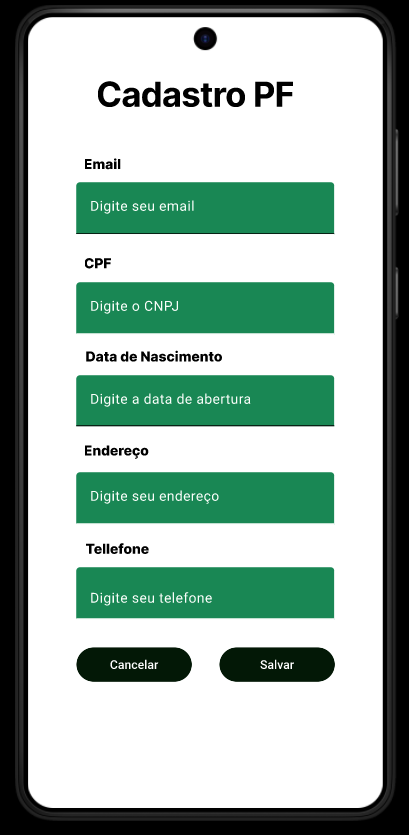 Cadastro PF
Email
Digite seu email
CPF
Digite o CNPJ
Data de Nascimento
Digite a data de abertura
Endereço
Digite seu endereço
Tellefone
Digite seu telefone
Cancelar Salvar